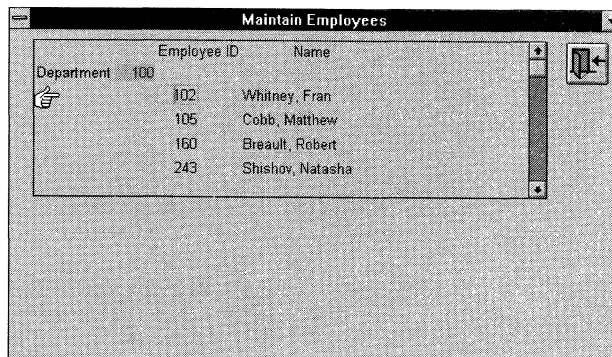 Maintain Employees
Employee ID Name
Department 100
102 Whitney, Fran
105 Cobb, Matthew
160 Breault, Robert
243 Shishov, Natasha